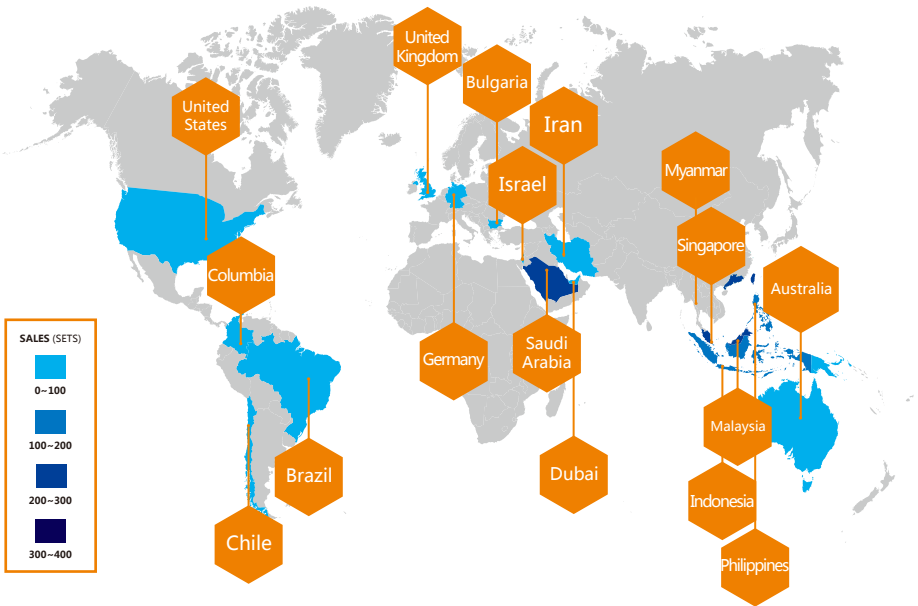 United
Kingdom
Bulgaria
United
States
Iran
Israel
Myanmar
Singapore
Columbia
Australia
SALES (SETS)
0~100
100~200
200~300
300~400
Germany
Saudi
Arabia
Malaysia
Brazil
Dubai
Indonesia
Chile
Philippines